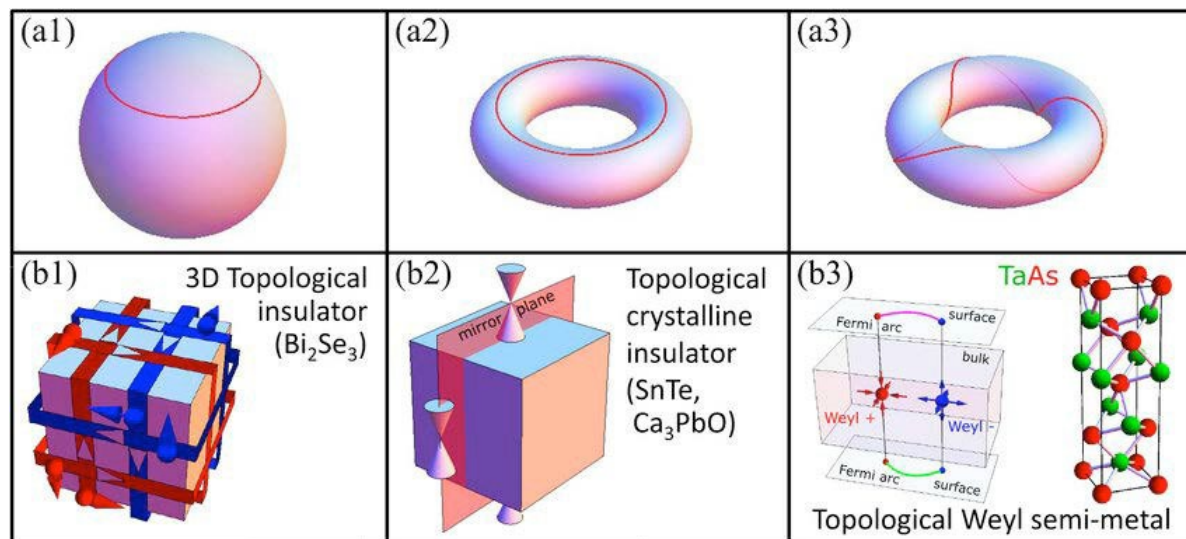 (a1)
(a2)
(a3)
(b1)
3D Topological
insulator
(Bi₂Se₃)
(b2)
mirror plane
Topological
crystalline
insulator
(SnTe,
Ca₃PbO)
(b3)
TaAs
Fermi arc surface
bulk
Weyl + Weyl -
Fermi arc surface
Topological Weyl semi-metal